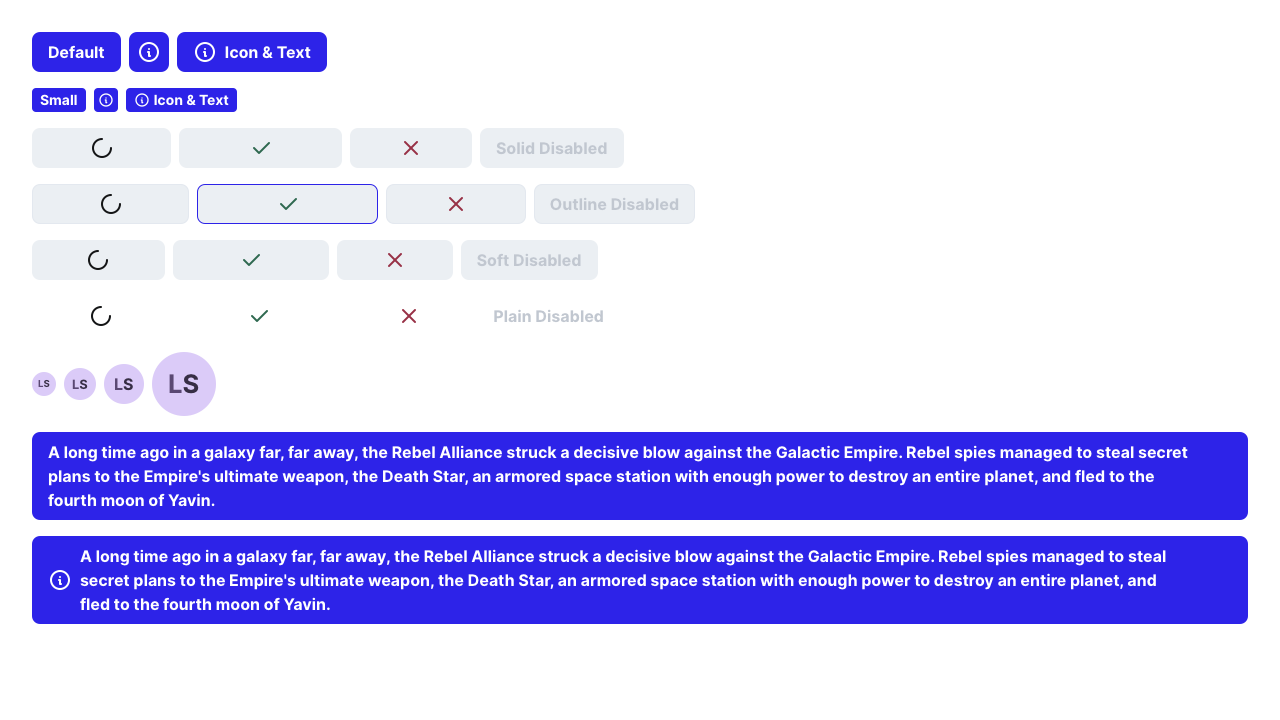 Default Icon & Text
Small Icon & Text
Solid Disabled
Outline Disabled
Soft Disabled
Plain Disabled
LS LS LS LS
A long time ago in a galaxy far, far away, the Rebel Alliance struck a decisive blow against the Galactic Empire. Rebel spies managed to steal secret
plans to the Empire's ultimate weapon, the Death Star, an armored space station with enough power to destroy an entire planet, and fled to the
fourth moon of Yavin.
A long time ago in a galaxy far, far away, the Rebel Alliance struck a decisive blow against the Galactic Empire. Rebel spies managed to steal
secret plans to the Empire's ultimate weapon, the Death Star, an armored space station with enough power to destroy an entire planet, and
fled to the fourth moon of Yavin.